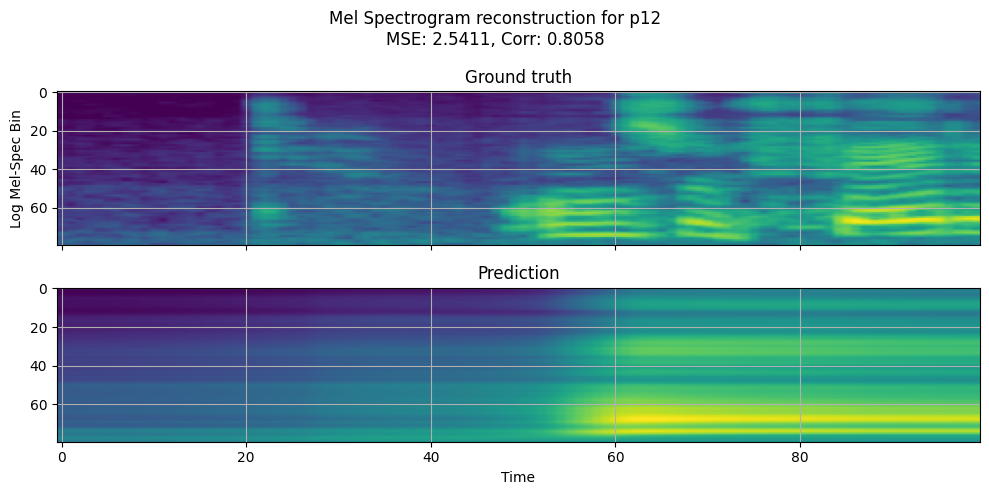 Mel Spectrogram reconstruction for p12
MSE: 2.5411, Corr: 0.8058
Ground truth
Log Mel-Spec Bin
0
20
40
60
Prediction
0
20
40
60
0 20 40 60 80
Time